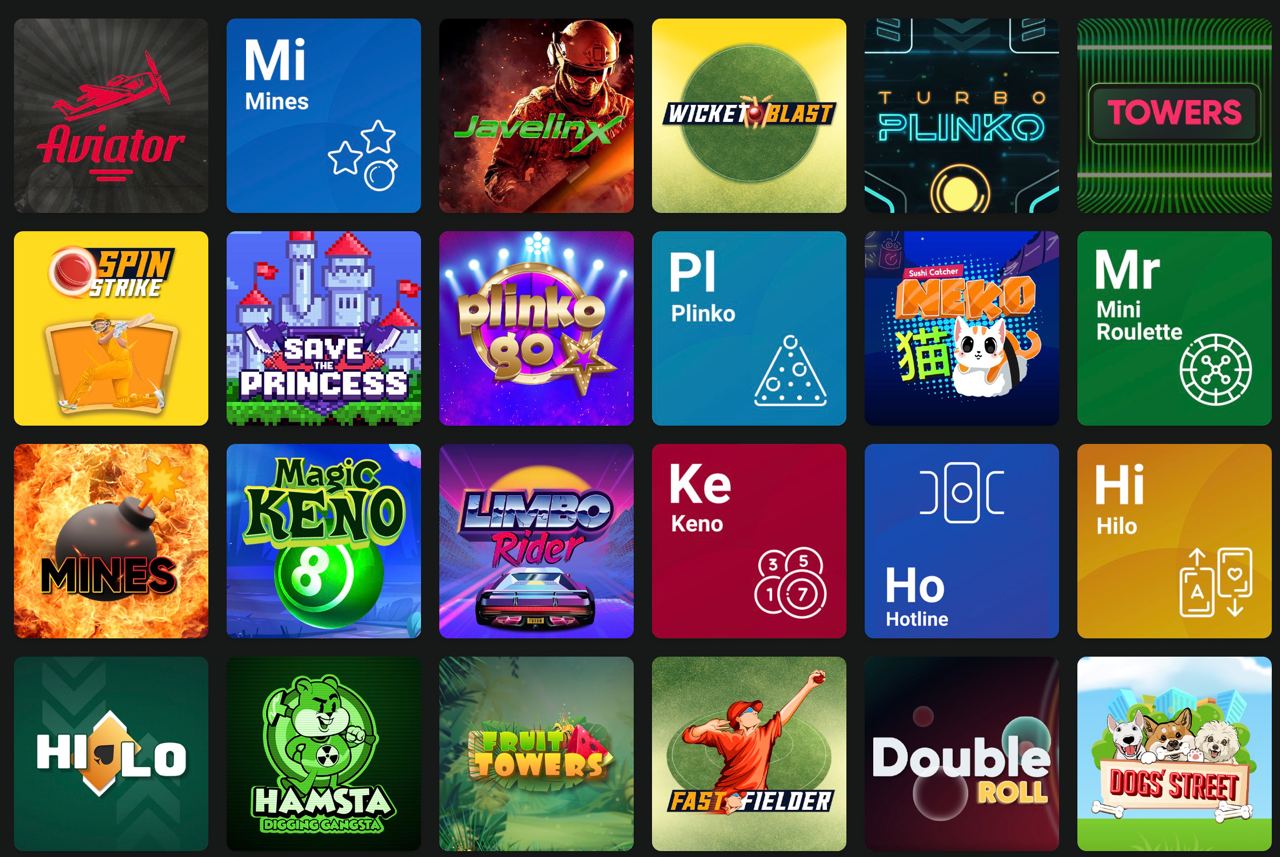 Aviator
Mi
Mines
JavelinX
WICKET BLAST
TURBO
PLINKO
TOWERS
SPIN
STRIKE
SAVE
THE
PRINCESS
plinko
go
Pl
Plinko
Sushi Catcher
NEKO
猫
Mr
Mini
Roulette
MINES
MAGIC
KENO
8
LIMBO
Rider
Ke
Keno
3 5
1 7
Ho
Hotline
Hi
Hilo
A
HILO
HAMSTA
DIGGING GANGSTA
FRUIT
TOWERS
FAST FIELDER
Double
ROLL
DOGS' STREET